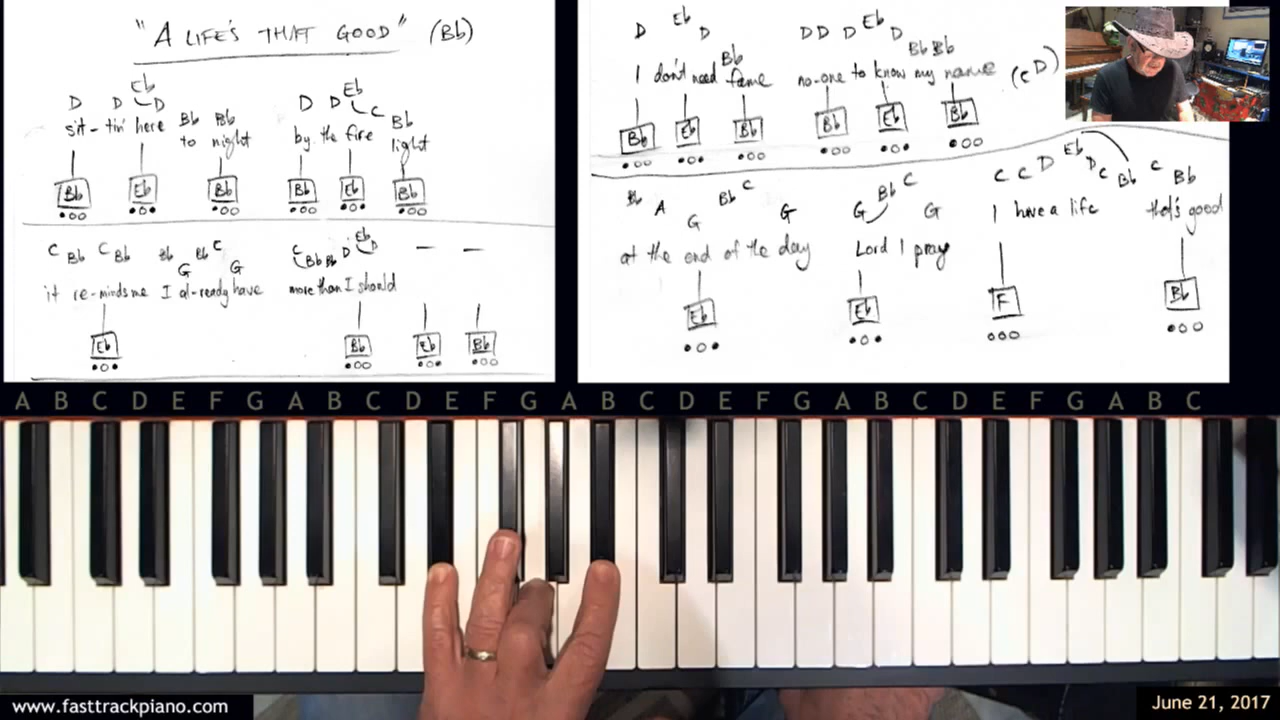 "A LIFE'S THAT GOOD" (Bb)
D D Eb D Bb Bb D D Eb C Bb
sit-tin' here to night by the fire light
Bb Eb Bb Bb Eb Bb
C Bb C Bb Bb G Bb C G C Bb Bb D Eb D — —
it re-minds me I al-ready have more than I should
Eb Bb Eb Bb
D Eb D Bb D D D Eb D Bb Bb
I don't need fame no-one to know my name (c D)
Bb Eb Bb Bb Eb Bb
Bb A G Bb C G G Bb C G C C D Eb D C Bb C Bb
at the end of the day Lord I pray I have a life that's good
Eb Eb F Bb
A B C D E F G A B C D E F G A B C D E F G A B C D E F G A B C
www.fasttrackpiano.com
June 21, 2017